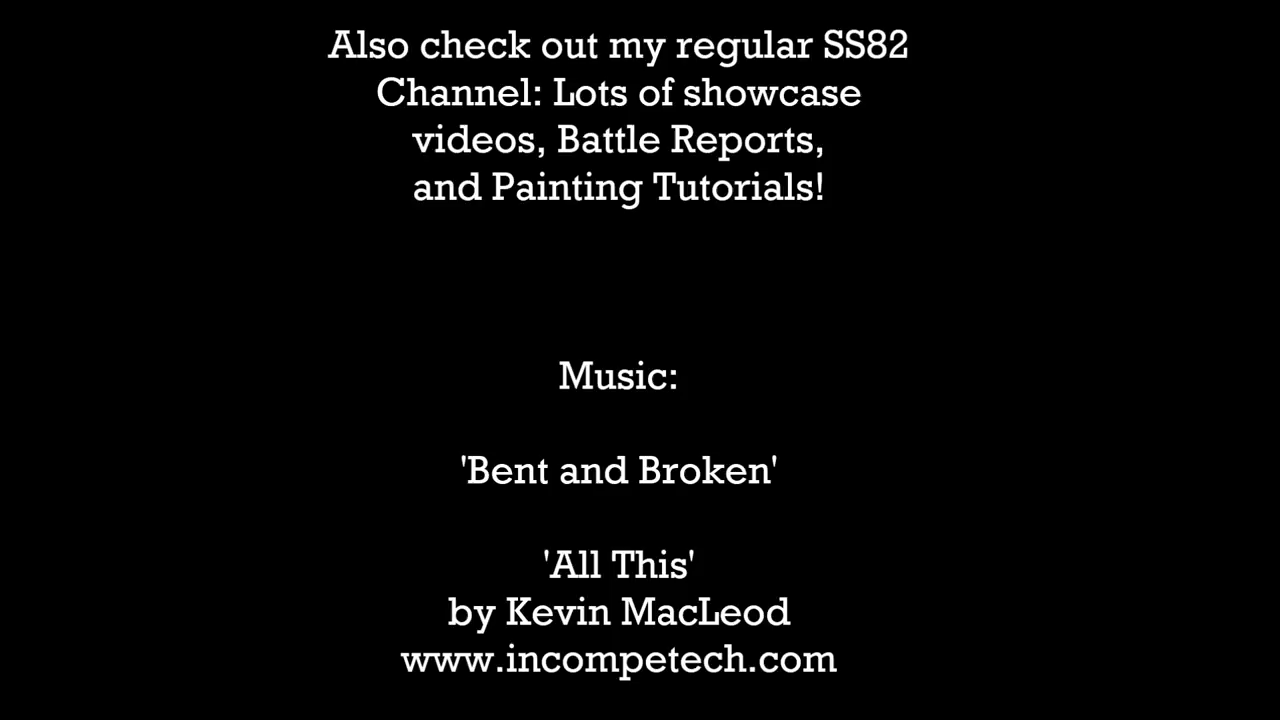 Also check out my regular SS82
Channel: Lots of showcase
videos, Battle Reports,
and Painting Tutorials!
Music:
'Bent and Broken'
'All This'
by Kevin MacLeod
www.incompetech.com